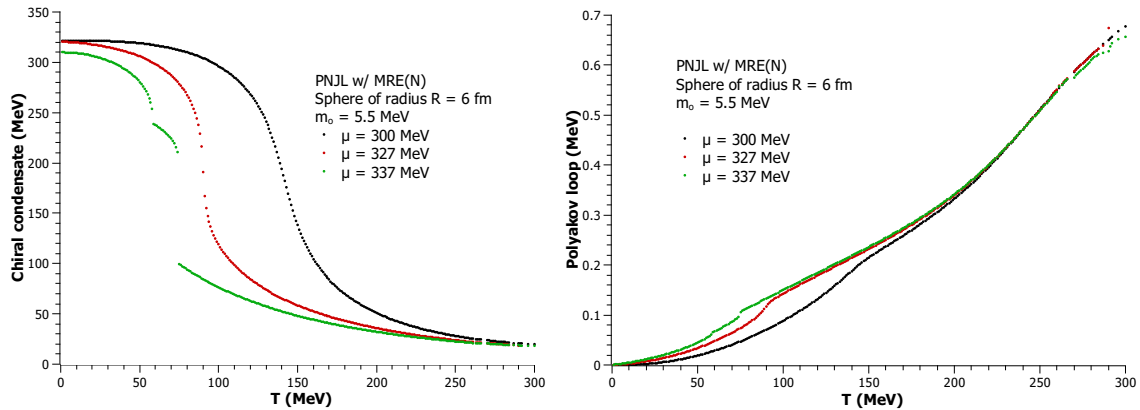 350
300
250
200
150
100
50
0
Chiral condensate (MeV)
PNJL w/ MRE(N)
Sphere of radius R = 6 fm
mₒ = 5.5 MeV
μ = 300 MeV
μ = 327 MeV
μ = 337 MeV
0 50 100 150 200 250 300
T (MeV)
0.7
0.6
0.5
0.4
0.3
0.2
0.1
0
Polyakov loop (MeV)
PNJL w/ MRE(N)
Sphere of radius R = 6 fm
mₒ = 5.5 MeV
μ = 300 MeV
μ = 327 MeV
μ = 337 MeV
0 50 100 150 200 250 300
T (MeV)